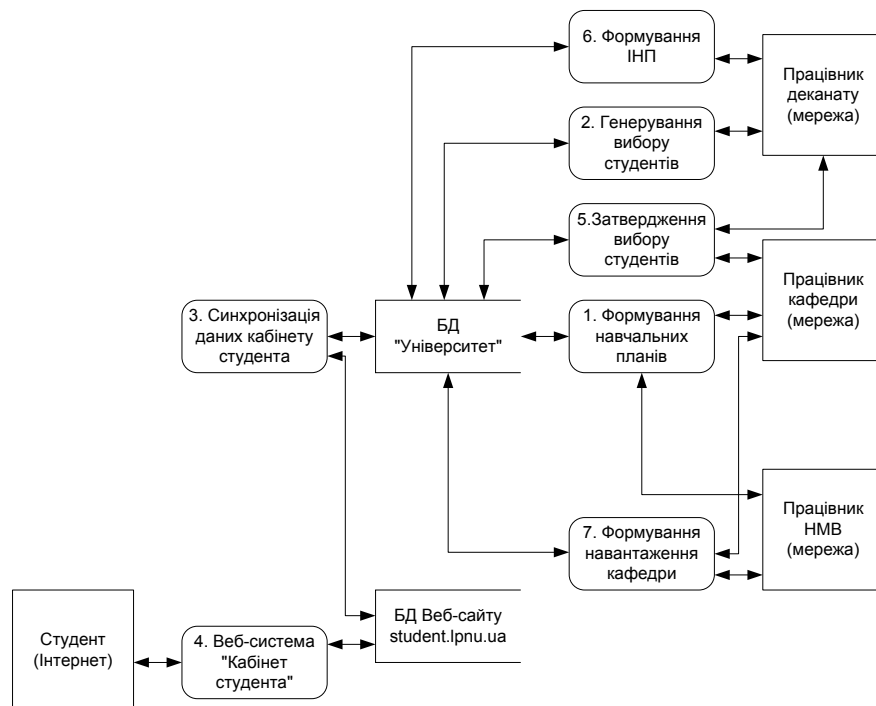 6. Формування
ІНП
Працівник
деканату
(мережа)
2. Генерування
вибору
студентів
5.Затвердження
вибору
студентів
Працівник
кафедри
(мережа)
3. Синхронізація
даних кабінету
студента
БД
"Університет"
1. Формування
навчальних
планів
Працівник
НМВ
(мережа)
7. Формування
навантаження
кафедри
БД Веб-сайту
student.lpnu.ua
Студент
(Інтернет)
4. Веб-система
"Кабінет
студента"